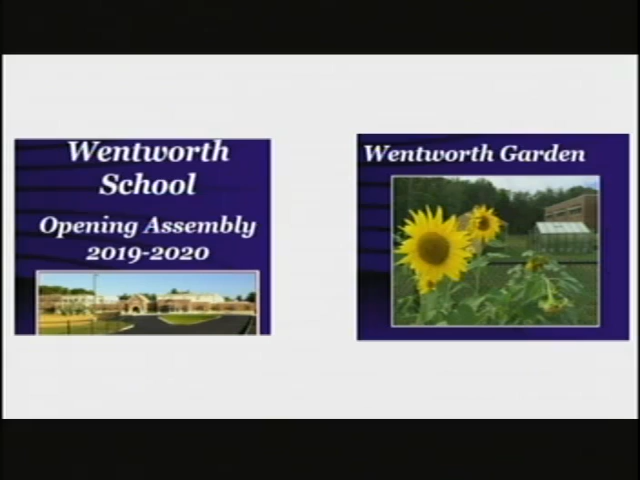 Wentworth
School
Opening Assembly
2019-2020
Wentworth Garden